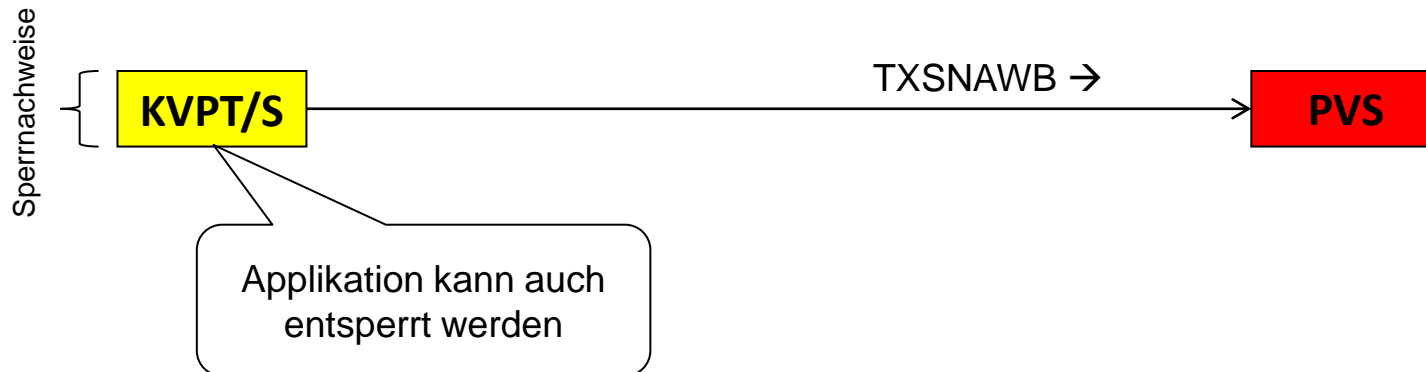 Sperrnachweise
KVPT/S
TXSNAWB →
PVS
Applikation kann auch
entsperrt werden